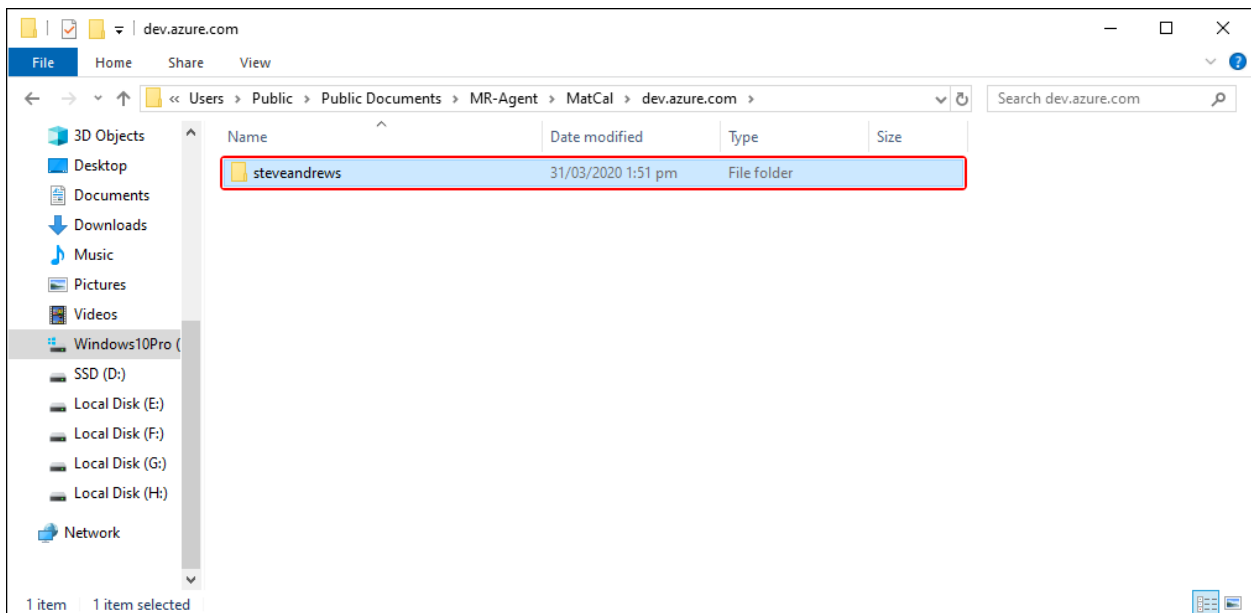 dev.azure.com
File Home Share View
« Users > Public > Public Documents > MR-Agent > MatCal > dev.azure.com > Search dev.azure.com
3D Objects
Desktop
Documents
Downloads
Music
Pictures
Videos
Windows10Pro (
SSD (D:)
Local Disk (E:)
Local Disk (F:)
Local Disk (G:)
Local Disk (H:)
Network
Name Date modified Type Size
steveandrews 31/03/2020 1:51 pm File folder
1 item 1 item selected